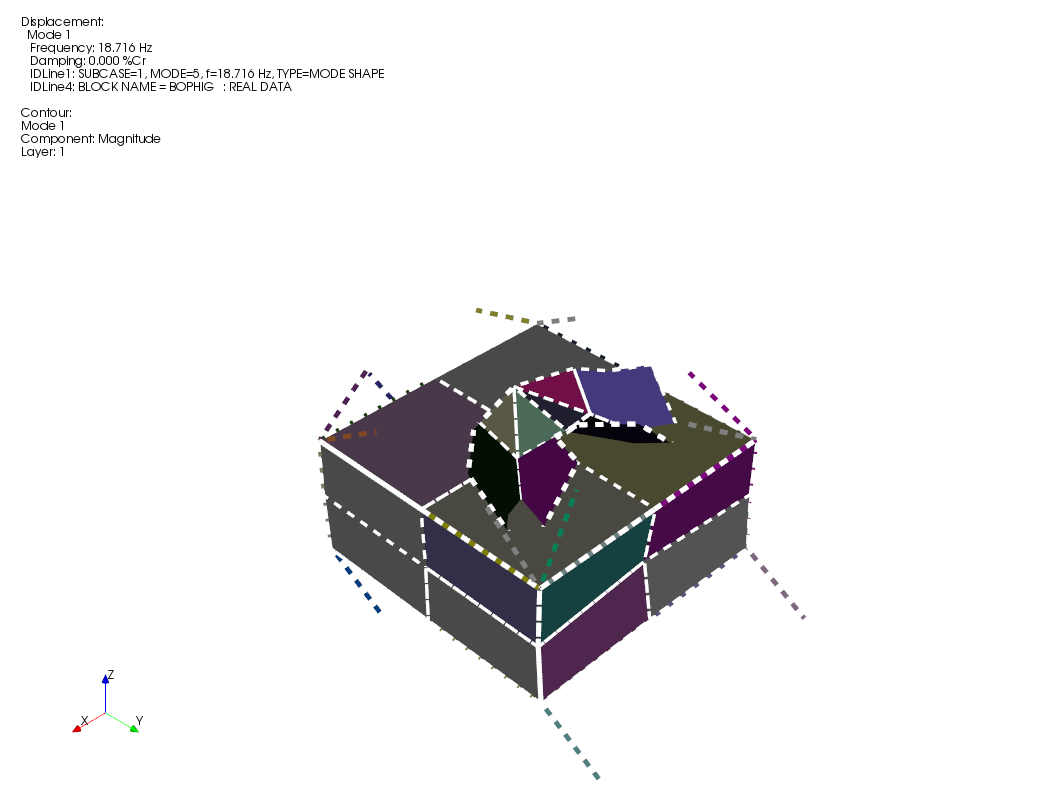 Displacement:
Mode 1
Frequency: 18.716 Hz
Damping: 0.000 %Cr
IDLine1: SUBCASE=1, MODE=5, f=18.716 Hz, TYPE=MODE SHAPE
IDLine4: BLOCK NAME = BOPHIG : REAL DATA
Contour:
Mode 1
Component: Magnitude
Layer: 1
Z
X
Y